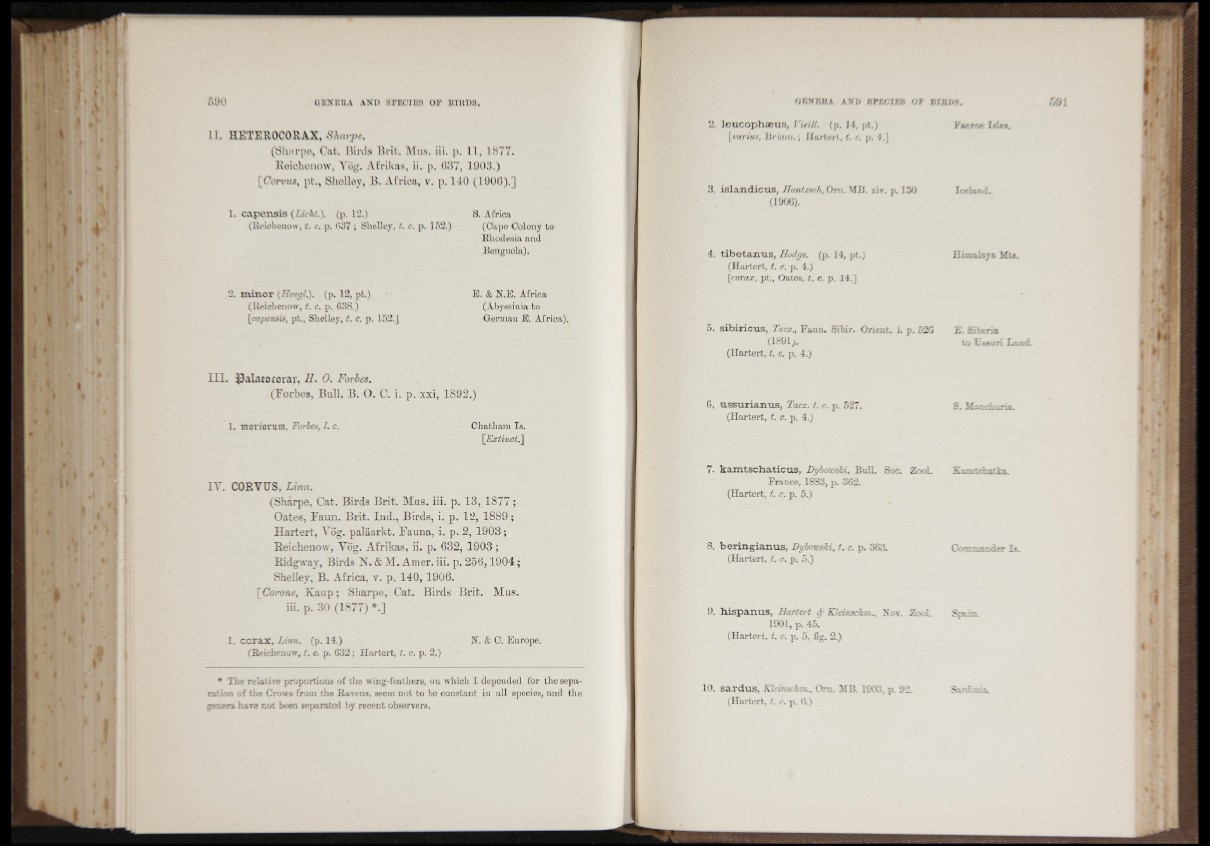 590 GENERA AND SPECIES OF BIRDS.
II. HETEROCORAX, Sharpe.
(Sharpe, Cat. Birds Brit. Mus. iii. p. 11, 1877.
Reichenow, Vög. Afrikas, ii. p. 637, 1903.)
[Corvus, pt., Shelley, B. Africa, v. p. 140 (1906).]
1. capensis (Licht.). (p. 12.) S. Africa
(Reichenow, t. c. p. 637 ; Shelley, t. c. p. 152.) (Cape Colony to
Rhodesia and
Benguela).
2. minor (Heugl.). (p. 12, pt.) E. & N.E. Africa
(Reichenow, t. c. p. 638.) (Abyssinia to
[capensis, pt., Shelley, t. c. p. 152.] German E. Africa).
III. Palæocorax, H. O. Forbes.
(Forbes, Bull. B. O. C. i. p. xxi, 1892.)
1. moriorum, Forbes, l. c. Chatham Is.
[Extinct.]
IV. CORVUS, Linn.
(Sharpe, Cat. Birds Brit. Mus. iii. p. 13, 1877 ;
Oates, Faun. Brit. Ind., Birds, i. p. 12, 1889 ;
Hartert, Vög. paläarkt. Fauna, i. p. 2, 1903 ;
Reichenow, Vög. Afrikas, ii. p. 632, 1903 ;
Ridgway, Birds N. & M. Amer. iii. p. 256, 1904 ;
Shelley, B. Africa, v. p. 140, 1906.
[Corone, Kaup ; Sharpe, Cat. Birds Brit. Mus.
iii. p. 30 (1877) *.]
1. corax, Linn. (p. 14.) N. & C. Europe.
(Reichenow, t. c. p. 632 ; Hartert, t. c. p. 2.)
* The relative proportions of the wing-feathers, on which I depended for the sepa-
ration of the Crows from the Ravens, seem not to be constant in all species, and the
genera have not been separated by recent observers.
GENERA AND SPECIES OF BIRDS. 591
2. leucophæus, Vieill. (p. 14, pt.) Faeroe Isles.
[varius, Brünn. ; Hartert, t. c. p. 4.]
3. islandicus, Hantzsch, Orn. MB. xiv. p. 130 Iceland.
(1906).
4. tibetanus, Hodgs. (p. 14, pt.) Himalaya Mts.
(Hartert, t. c. p. 4.)
[corax, pt., Oates, t. c. p. 14.]
5. sibiricus, Tacz., Faun. Sibir. Orient. i. p. 526 E. Siberia
(1891). to Ussuri Land.
(Hartert, t. c. p. 4.)
6. ussurianus, Tacz. t. c. p. 527. S. Manchuria.
(Hartert, t. c. p. 4.)
7. kamtschaticus, Dybowski, Bull. Soc. Zool. Kamtchatka.
France, 1883, p. 362.
(Hartert, t. c. p. 5.)
8. beringianus, Dybowski, t. c. p. 363. Commander Is.
(Hartert, t. c. p. 5.)
9. hispanus, Hartert & Kleinschm., Nov. Zool. Spain.
1901, p. 45.
(Hartert, t. c. p. 5, fig. 2.)
10. sardus, Kleinschm., Orn. MB. 1903, p. 92. Sardinia.
(Hartert, t. c. p. 6.)